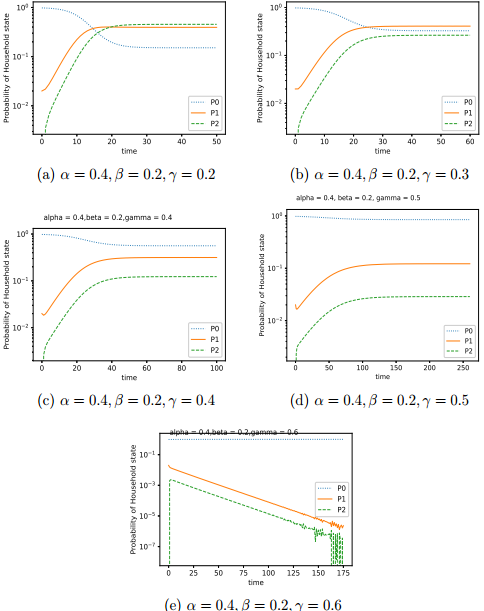 10⁰
10⁻¹
10⁻²
Probability of Household state
P0
P1
P2
0 10 20 30 40 50
time
(a) α = 0.4, β = 0.2, γ = 0.2
10⁰
10⁻¹
10⁻²
Probability of Household state
P0
P1
P2
0 10 20 30 40 50 60
time
(b) α = 0.4, β = 0.2, γ = 0.3
alpha = 0.4,beta = 0.2,gamma = 0.4
10⁰
10⁻¹
10⁻²
Probability of Household state
P0
P1
P2
0 20 40 60 80 100
time
(c) α = 0.4, β = 0.2, γ = 0.4
alpha = 0.4, beta = 0.2, gamma = 0.5
10⁰
10⁻¹
10⁻²
Probability of Household state
P0
P1
P2
0 50 100 150 200 250
time
(d) α = 0.4, β = 0.2, γ = 0.5
alpha = 0.4,beta = 0.2,gamma = 0.6
10⁻¹
10⁻³
10⁻⁵
10⁻⁷
Probability of Household state
P0
P1
P2
0 25 50 75 100 125 150 175
time
(e) α = 0.4, β = 0.2, γ = 0.6